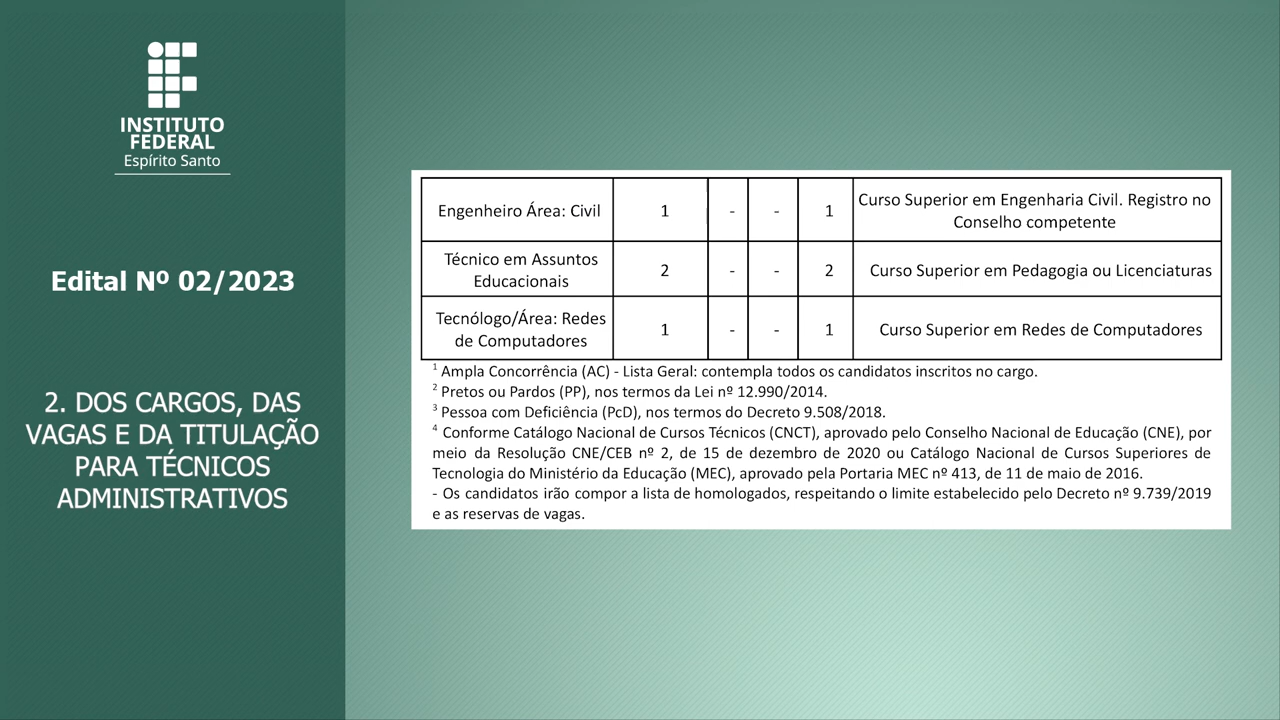 INSTITUTO
FEDERAL
Espírito Santo
Edital Nº 02/2023
2. DOS CARGOS, DAS
VAGAS E DA TITULAÇÃO
PARA TÉCNICOS
ADMINISTRATIVOS
Engenheiro Área: Civil 1 - - 1 Curso Superior em Engenharia Civil. Registro no
Conselho competente
Técnico em Assuntos
Educacionais 2 - - 2 Curso Superior em Pedagogia ou Licenciaturas
Tecnólogo/Área: Redes
de Computadores 1 - - 1 Curso Superior em Redes de Computadores
¹ Ampla Concorrência (AC) - Lista Geral: contempla todos os candidatos inscritos no cargo.
² Pretos ou Pardos (PP), nos termos da Lei nº 12.990/2014.
³ Pessoa com Deficiência (PcD), nos termos do Decreto 9.508/2018.
⁴ Conforme Catálogo Nacional de Cursos Técnicos (CNCT), aprovado pelo Conselho Nacional de Educação (CNE), por
meio da Resolução CNE/CEB nº 2, de 15 de dezembro de 2020 ou Catálogo Nacional de Cursos Superiores de
Tecnologia do Ministério da Educação (MEC), aprovado pela Portaria MEC nº 413, de 11 de maio de 2016.
- Os candidatos irão compor a lista de homologados, respeitando o limite estabelecido pelo Decreto nº 9.739/2019
e as reservas de vagas.